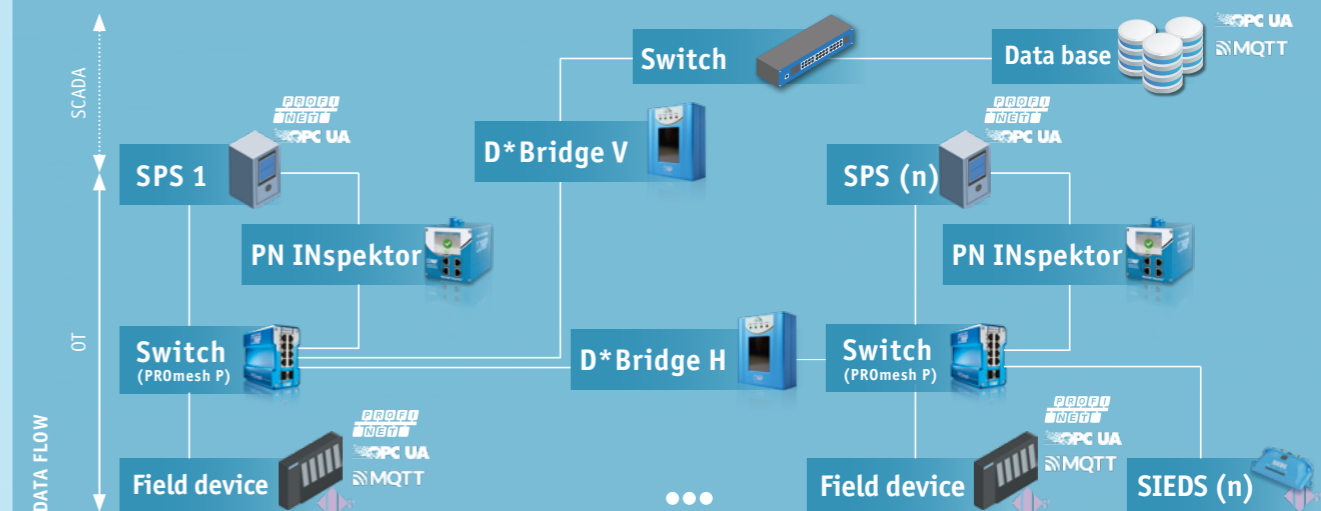 SCADA
OT
DATA FLOW
Switch
Data base
OPC UA
MQTT
D*Bridge V
SPS 1
PROFI
NET
OPC UA
SPS (n)
PROFI
NET
OPC UA
PN INspektor
PN INspektor
Switch
(PROmesh P)
D*Bridge H
Switch
(PROmesh P)
Field device
PROFI
NET
OPC UA
MQTT
Field device
PROFI
NET
OPC UA
MQTT
SIEDS (n)